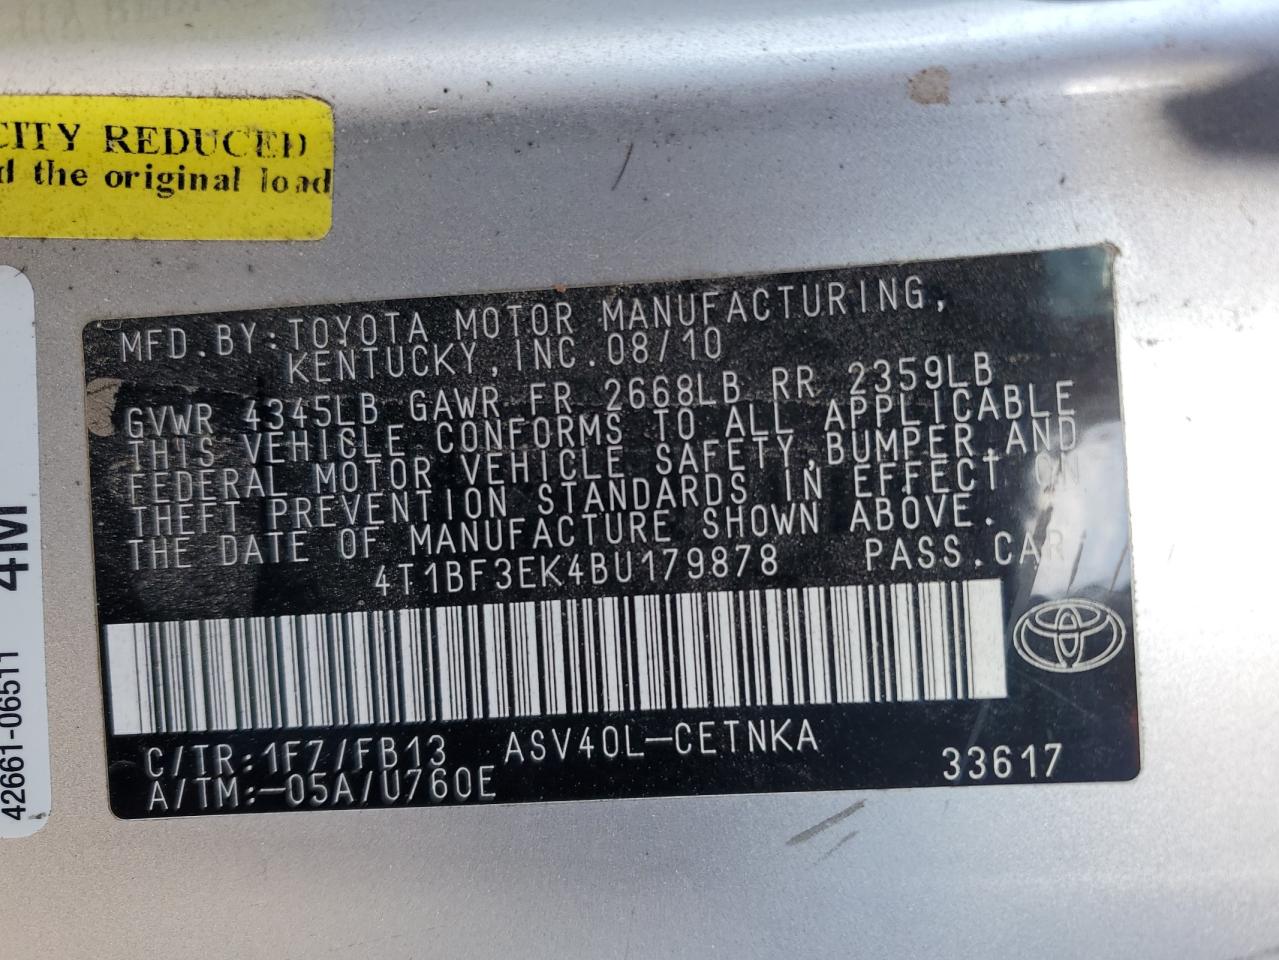 CITY REDUCED
d the original load
MFD.BY:TOYOTA MOTOR MANUFACTURING,
KENTUCKY,INC.08/10
GVWR 4345LB GAWR FR 2668LB RR 2359LB
THIS VEHICLE CONFORMS TO ALL APPLICABLE
FEDERAL MOTOR VEHICLE SAFETY,BUMPER,AND
THEFT PREVENTION STANDARDS IN EFFECT ON
THE DATE OF MANUFACTURE SHOWN ABOVE.
4T1BF3EK4BU179878 PASS.CAR
C/TR:1F7/FB13 ASV40L-CETNKA
A/TM:-05A/U760E 33617
42661-06511 4M